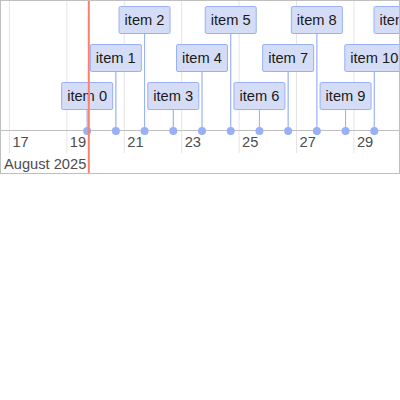 item 2 item 5 item 8 iter
item 1 item 4 item 7 item 10
item 0 item 3 item 6 item 9
17 19 21 23 25 27 29
August 2025